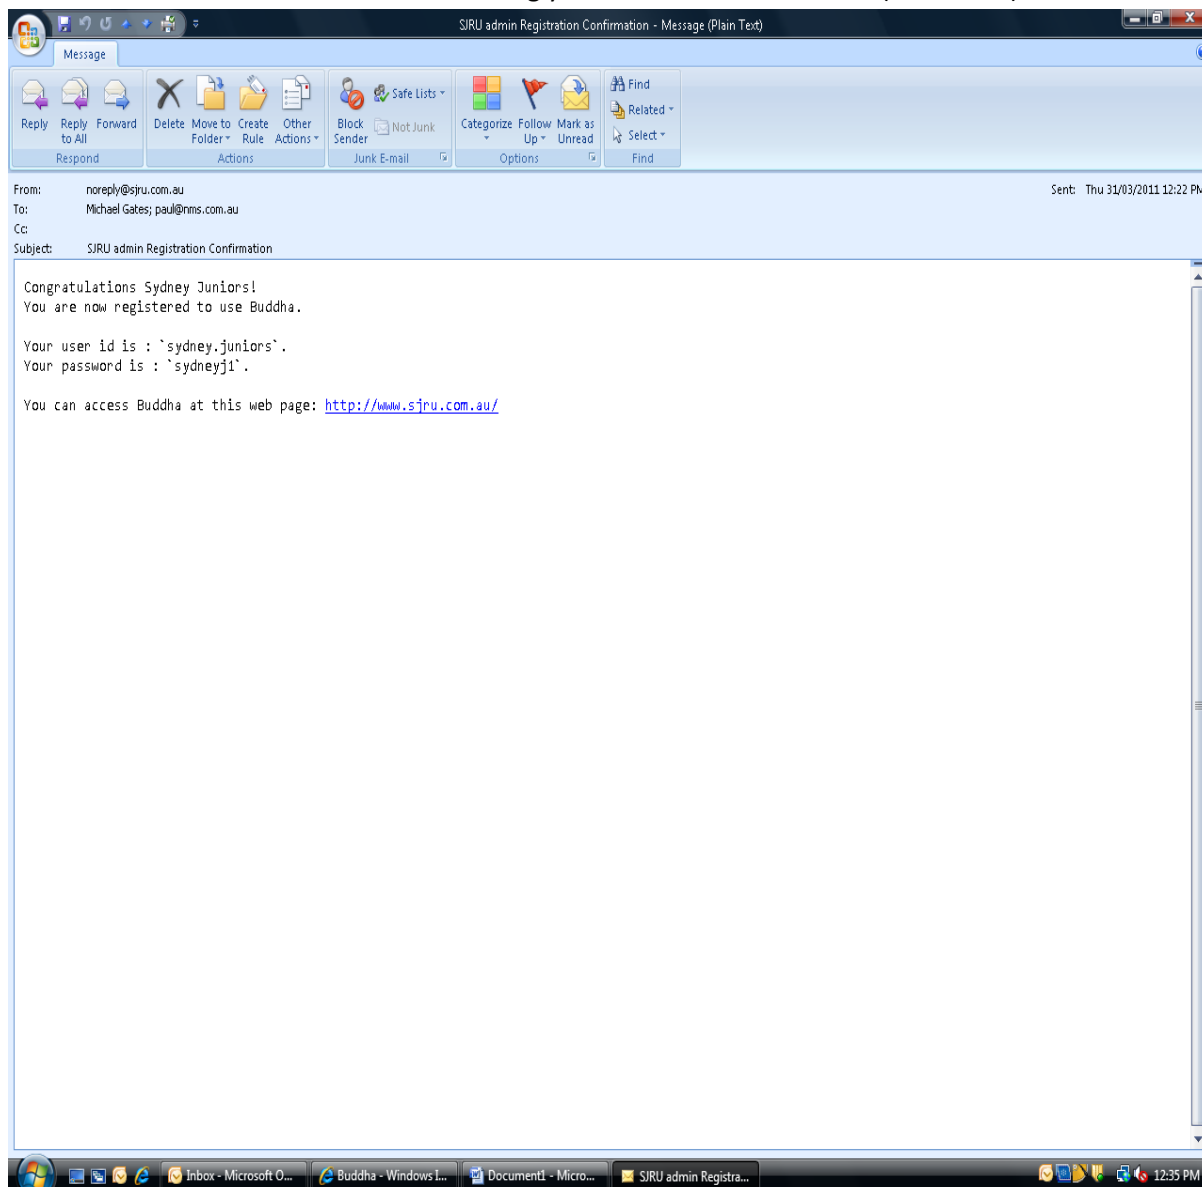 SJRU admin Registration Confirmation - Message (Plain Text)
Message
Reply
Reply to All
Forward
Respond
Delete
Move to Folder
Create Rule
Other Actions
Actions
Block Sender
Safe Lists
Not Junk
Junk E-mail
Categorize
Follow Up
Mark as Unread
Options
Find
Related
Select
Find
From: noreply@sjru.com.au
Sent: Thu 31/03/2011 12:22 PM
To: Michael Gates; paul@nms.com.au
Cc:
Subject: SJRU admin Registration Confirmation
Congratulations Sydney Juniors!
You are now registered to use Buddha.
Your user id is : `sydney.juniors`.
Your password is : `sydneyj1`.
You can access Buddha at this web page: http://www.sjru.com.au/
Inbox - Microsoft O...
Buddha - Windows I...
Document1 - Micro...
SJRU admin Registra...
12:35 PM